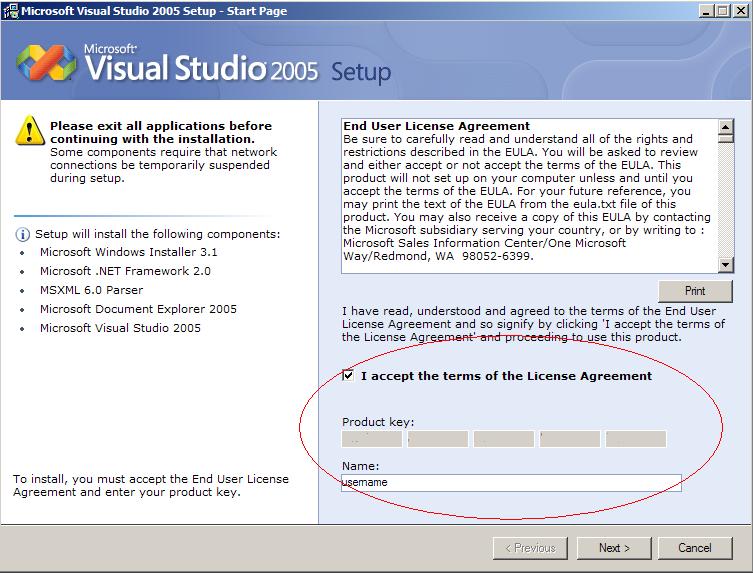 Microsoft Visual Studio 2005 Setup - Start Page
Microsoft®
Visual Studio® 2005 Setup
Please exit all applications before
continuing with the installation.
Some components require that network
connections be temporarily suspended
during setup.
Setup will install the following components:
• Microsoft Windows Installer 3.1
• Microsoft .NET Framework 2.0
• MSXML 6.0 Parser
• Microsoft Document Explorer 2005
• Microsoft Visual Studio 2005
To install, you must accept the End User License
Agreement and enter your product key.
End User License Agreement
Be sure to carefully read and understand all of the rights and
restrictions described in the EULA. You will be asked to review
and either accept or not accept the terms of the EULA. This
product will not set up on your computer unless and until you
accept the terms of the EULA. For your future reference, you
may print the text of the EULA from the eula.txt file of this
product. You may also receive a copy of this EULA by contacting
the Microsoft subsidiary serving your country, or by writing to :
Microsoft Sales Information Center/One Microsoft
Way/Redmond, WA 98052-6399.
Print
I have read, understood and agreed to the terms of the End User
License Agreement and so signify by clicking 'I accept the terms of
the License Agreement' and proceeding to use this product.
I accept the terms of the License Agreement
Product key:
Name:
username
< Previous
Next >
Cancel